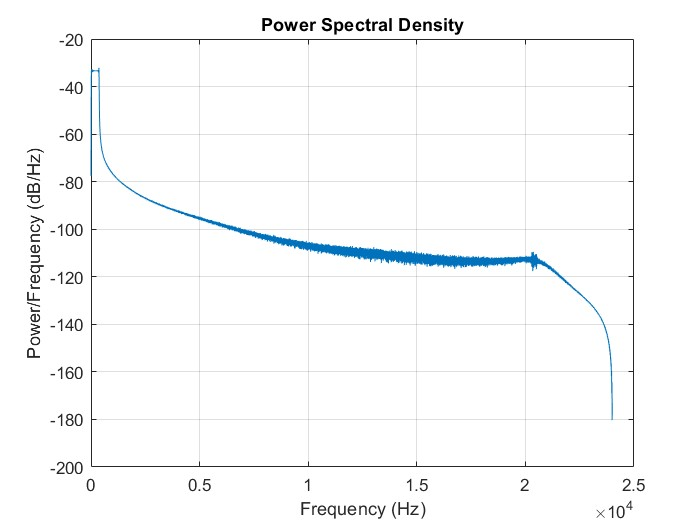 Power Spectral Density
-20
-40
-60
-80
-100
-120
-140
-160
-180
-200
Power/Frequency (dB/Hz)
0 0.5 1 1.5 2 2.5
Frequency (Hz)
×10^4